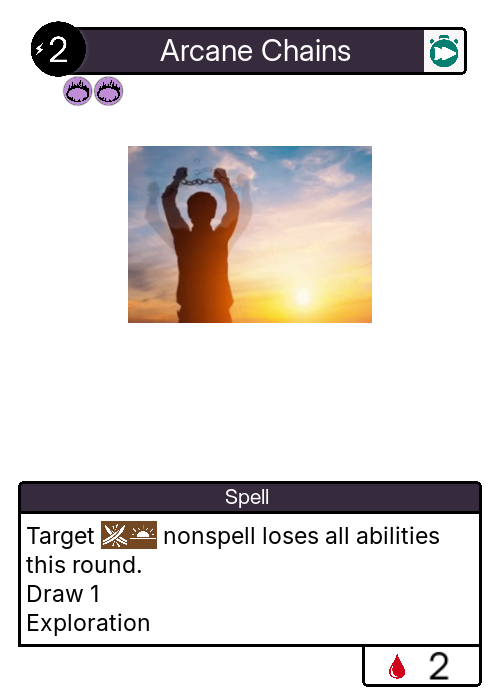 2
Arcane Chains
Spell
Target nonspell loses all abilities
this round.
Draw 1
Exploration
2